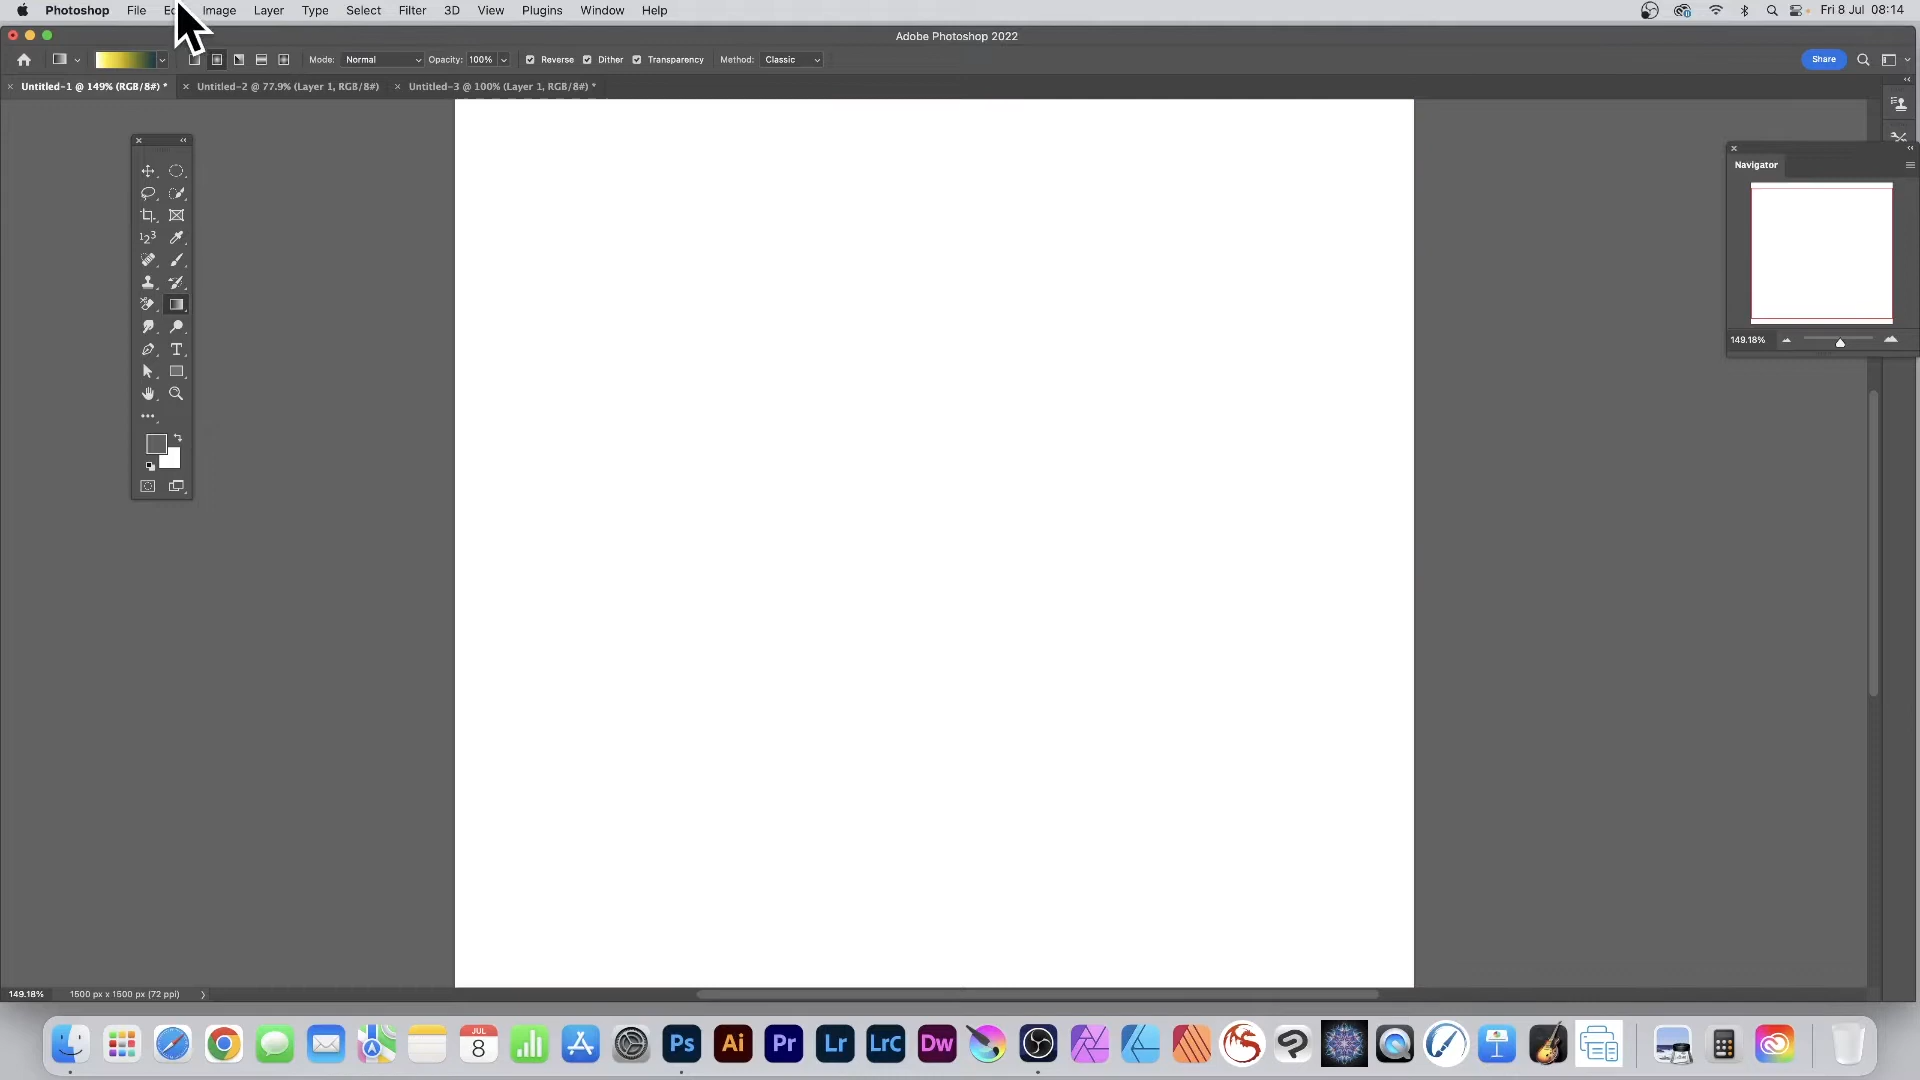 Photoshop File Image Layer Type Select Filter 3D View Plugins Window Help Fri 8 Jul 08:14
Adobe Photoshop 2022
Mode: Normal Opacity: 100% Reverse Dither Transparency Method: Classic Share
Untitled-1 @ 149% (RGB/8#) * Untitled-2 @ 77.9% (Layer 1, RGB/8#) Untitled-3 @ 100% (Layer 1, RGB/8#) *
Navigator
149.18%
149.18% 1500 px x 1500 px (72 ppi)
JUL
8
Ps Ai Pr Lr LrC Dw